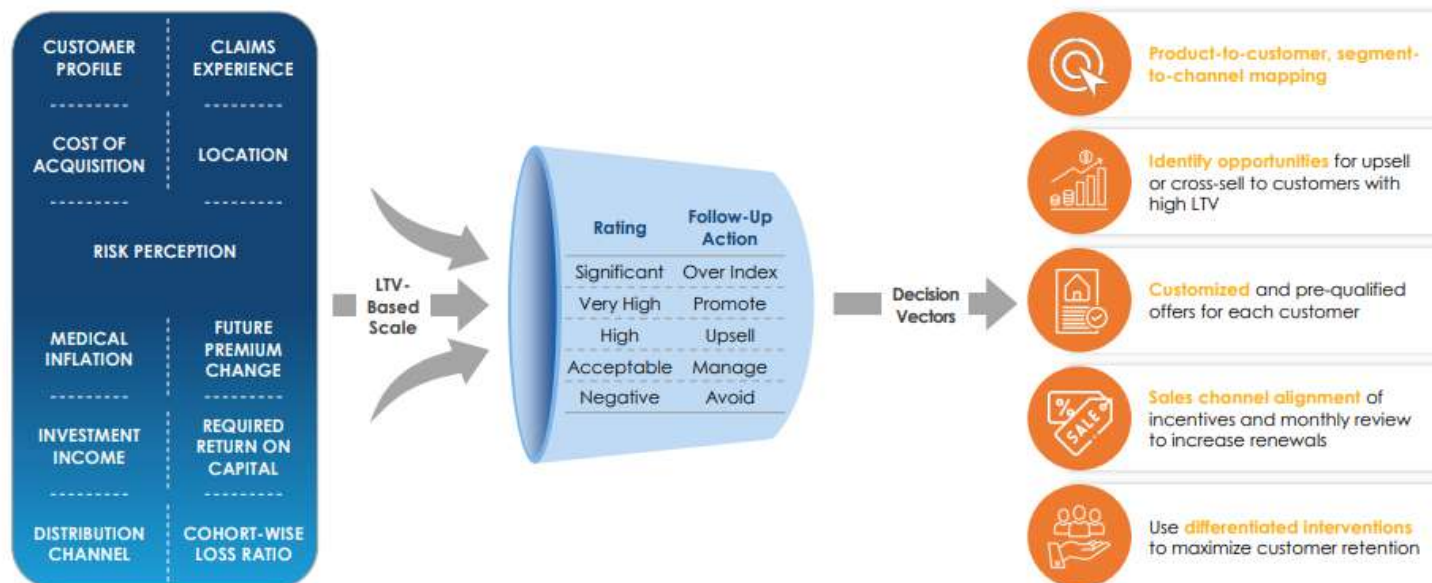 CUSTOMER
PROFILE
CLAIMS
EXPERIENCE
COST OF
ACQUISITION
LOCATION
RISK PERCEPTION
MEDICAL
INFLATION
FUTURE
PREMIUM
CHANGE
INVESTMENT
INCOME
REQUIRED
RETURN ON
CAPITAL
DISTRIBUTION
CHANNEL
COHORT-WISE
LOSS RATIO
LTV-
Based
Scale
Rating
Follow-Up
Action
Significant Over Index
Very High Promote
High Upsell
Acceptable Manage
Negative Avoid
Decision
Vectors
Product-to-customer, segment-
to-channel mapping
Identify opportunities for upsell
or cross-sell to customers with
high LTV
Customized and pre-qualified
offers for each customer
% SALE
Sales channel alignment of
incentives and monthly review
to increase renewals
Use differentiated interventions
to maximize customer retention